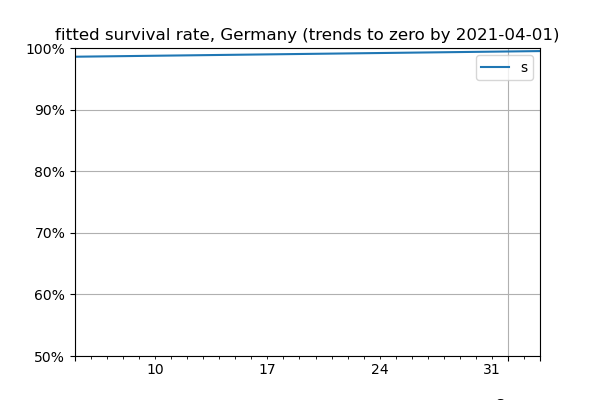 fitted survival rate, Germany (trends to zero by 2021-04-01)
100%
s
90%
80%
70%
60%
50%
10 17 24 31